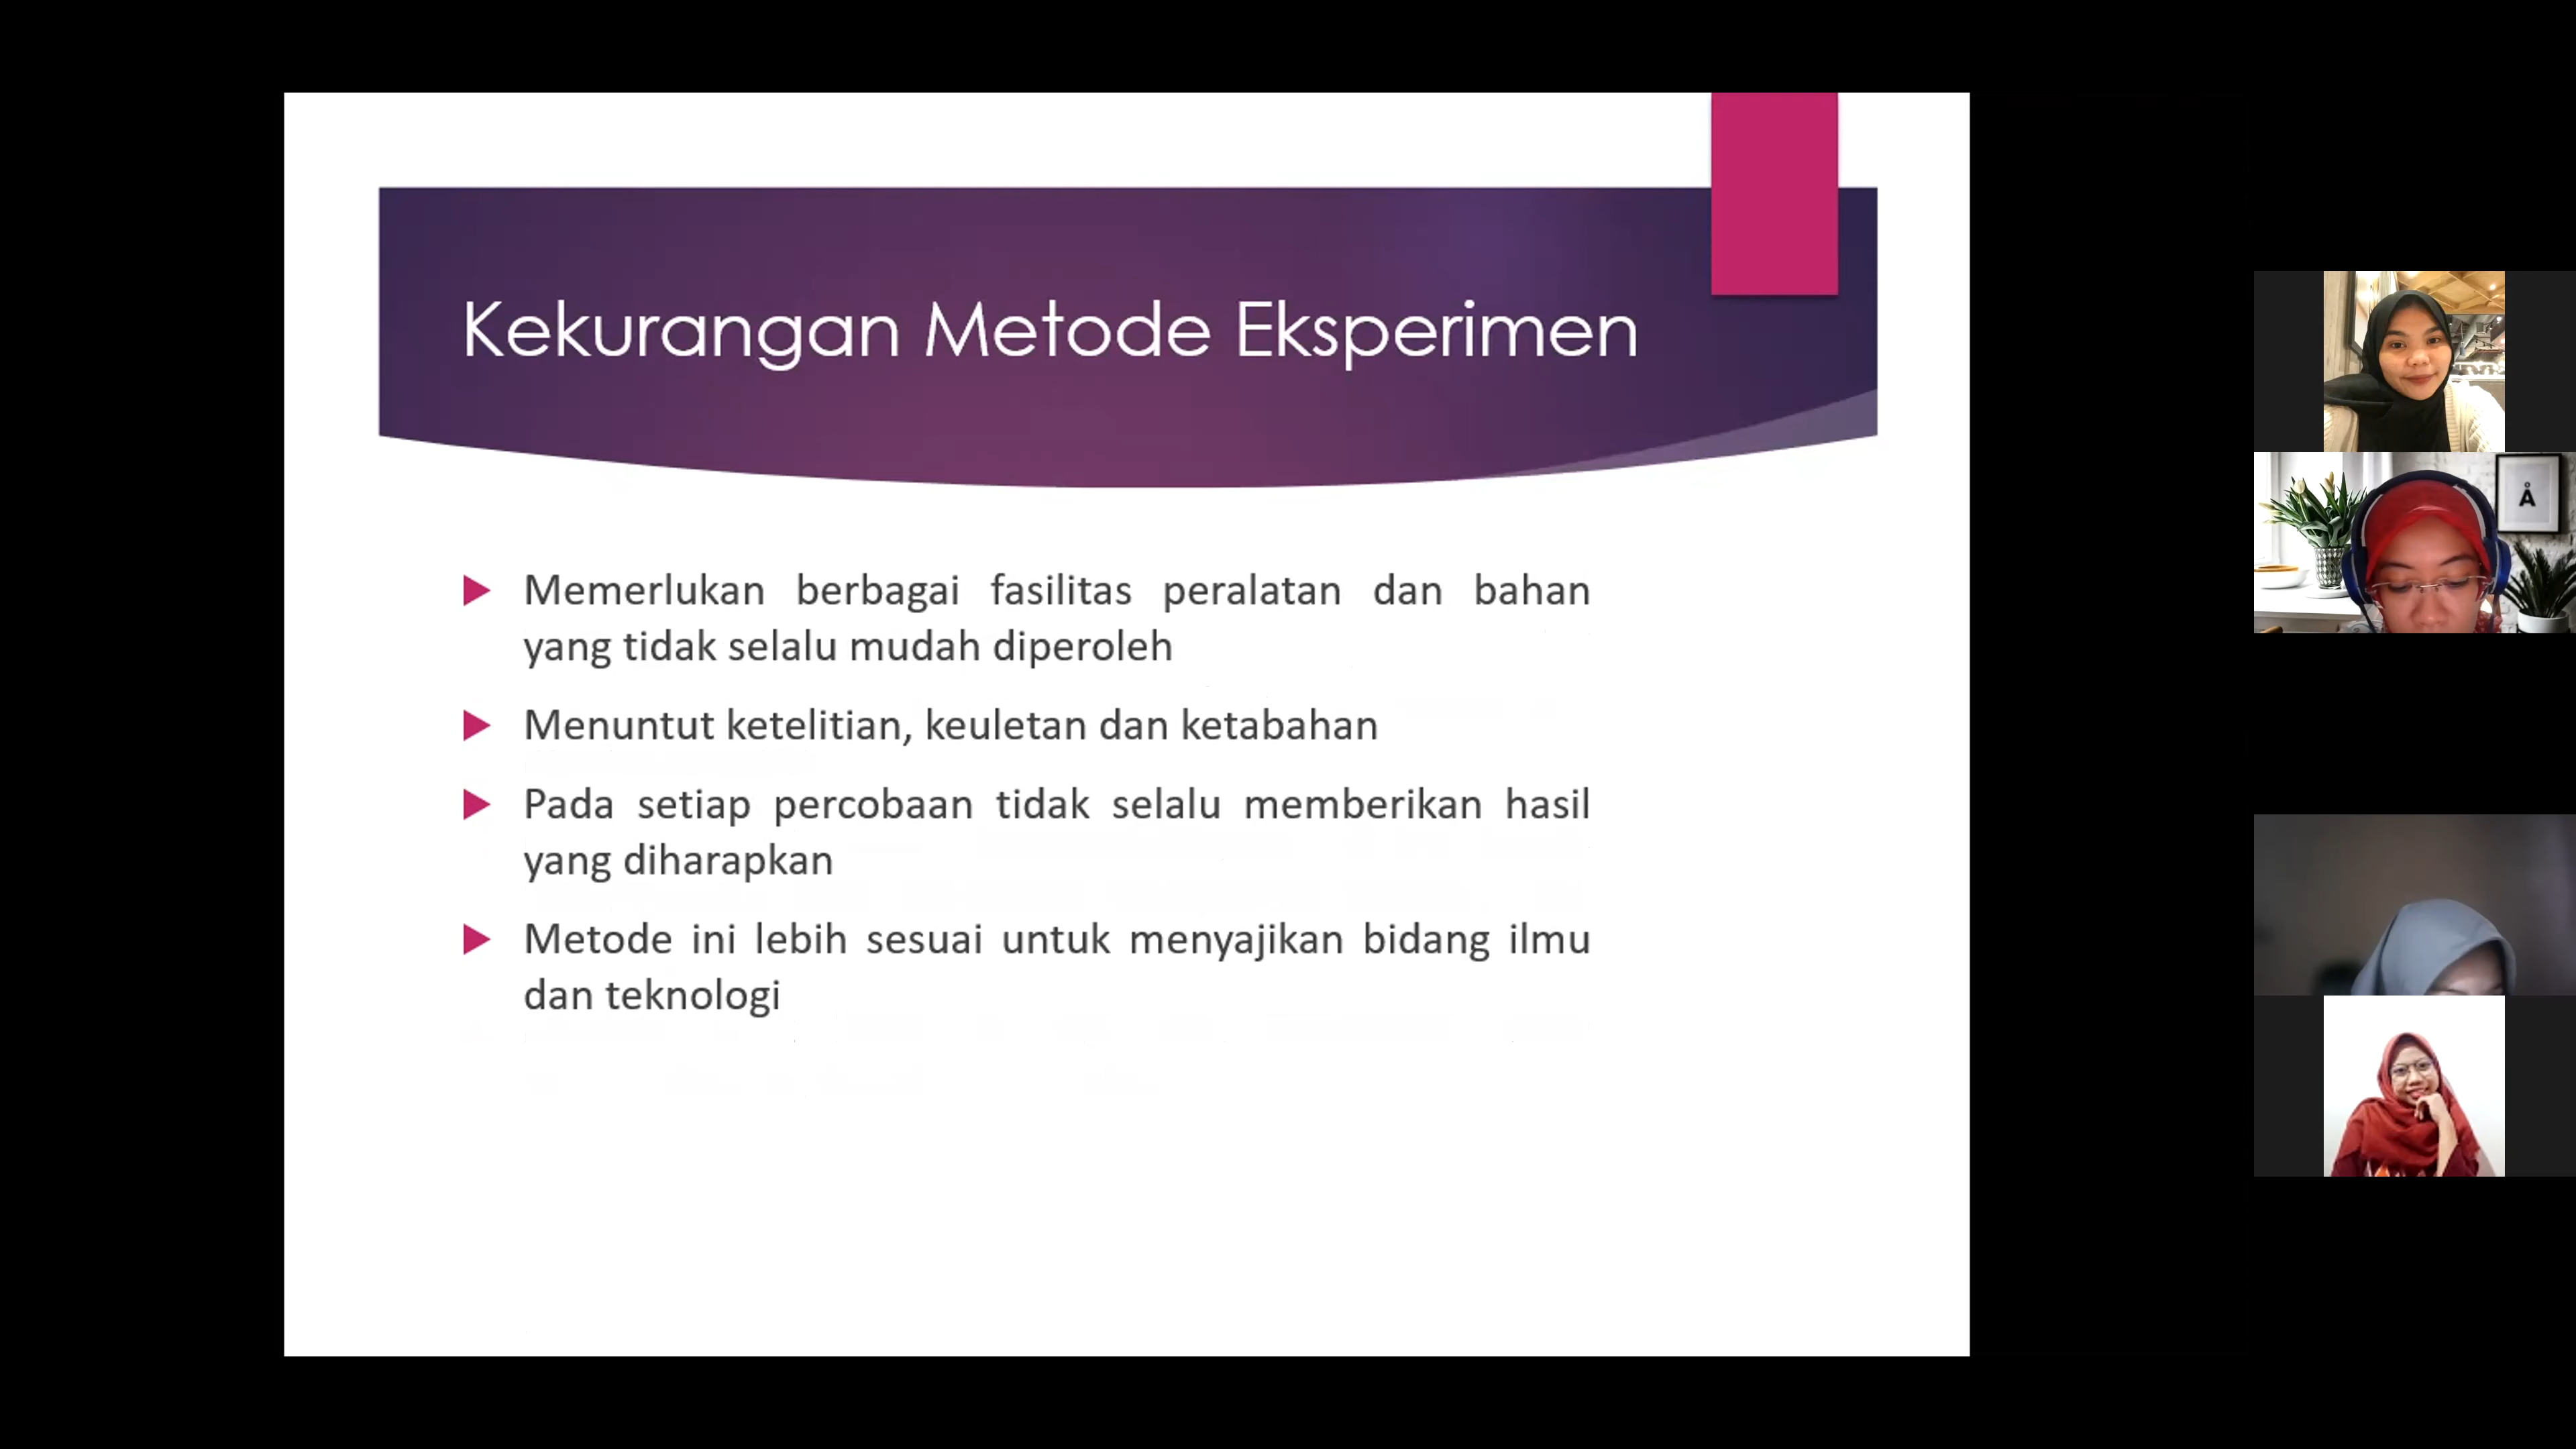 Kekurangan Metode Eksperimen
Memerlukan berbagai fasilitas peralatan dan bahan
yang tidak selalu mudah diperoleh
Menuntut ketelitian, keuletan dan ketabahan
Pada setiap percobaan tidak selalu memberikan hasil
yang diharapkan
Metode ini lebih sesuai untuk menyajikan bidang ilmu
dan teknologi
Å